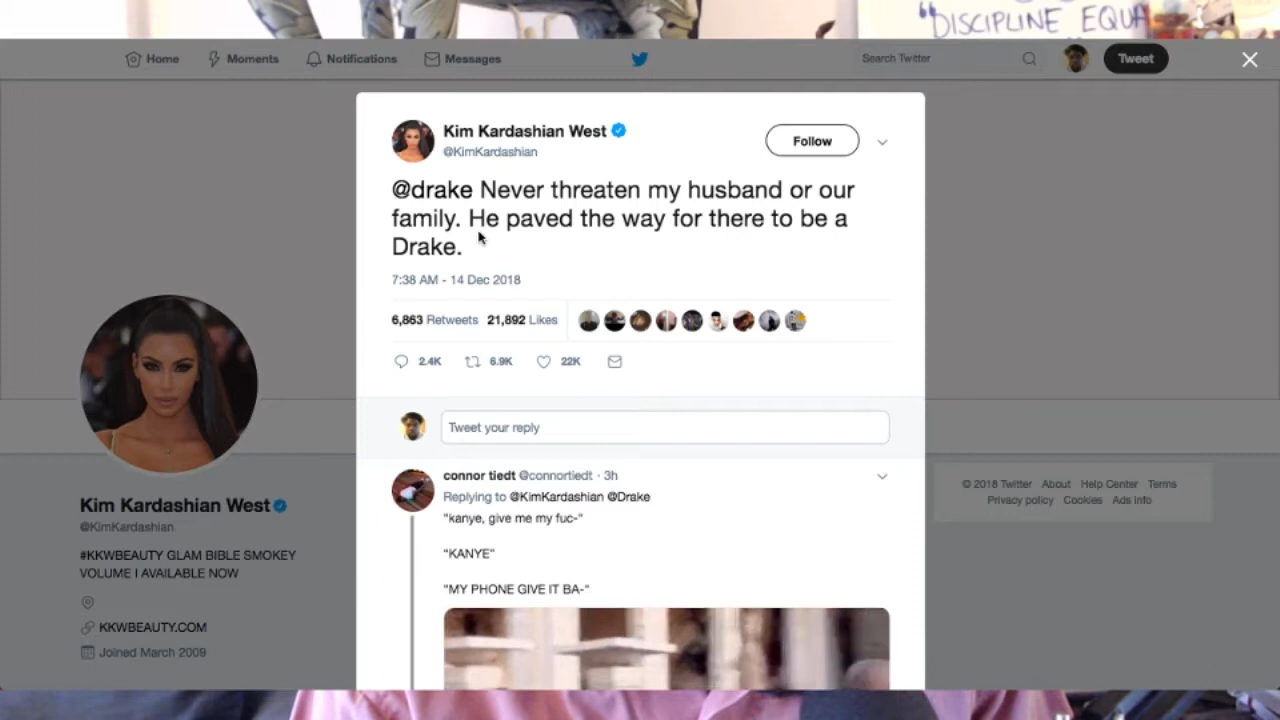 "DISCIPLINE EQUA
Home Moments Notifications Messages Search Twitter Tweet
Kim Kardashian West
@KimKardashian
Follow
@drake Never threaten my husband or our
family. He paved the way for there to be a
Drake.
7:38 AM - 14 Dec 2018
6,863 Retweets 21,892 Likes
2.4K 6.9K 22K
Tweet your reply
connor tiedt @connortiedt · 3h
Replying to @KimKardashian @Drake
"kanye, give me my fuc-"
"KANYE"
"MY PHONE GIVE IT BA-"
Kim Kardashian West
@KimKardashian
#KKWBEAUTY GLAM BIBLE SMOKEY
VOLUME I AVAILABLE NOW
KKWBEAUTY.COM
Joined March 2009
© 2018 Twitter About Help Center Terms
Privacy policy Cookies Ads info